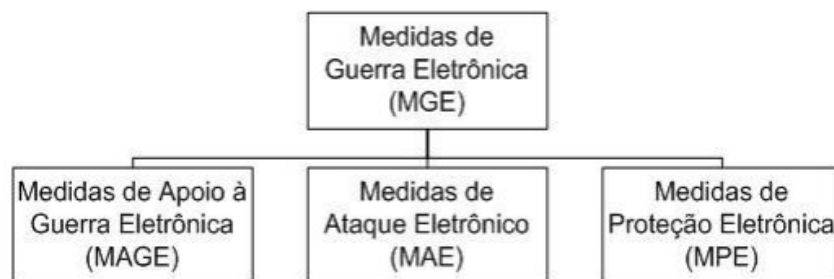 Medidas de
Guerra Eletrônica
(MGE)
Medidas de Apoio à
Guerra Eletrônica
(MAGE)
Medidas de
Ataque Eletrônico
(MAE)
Medidas de
Proteção Eletrônica
(MPE)